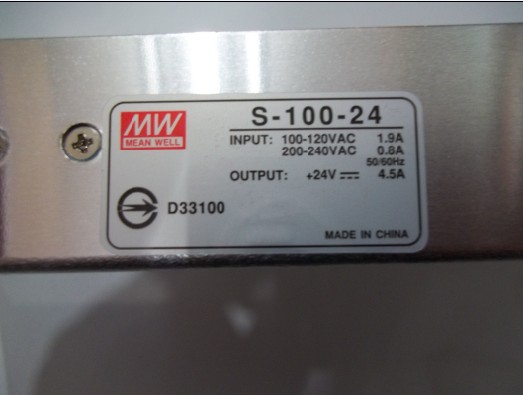 MW
MEAN WELL
S-100-24
INPUT: 100-120VAC 1.9A
200-240VAC 0.8A
50/60Hz
OUTPUT: +24V 4.5A
D33100
MADE IN CHINA